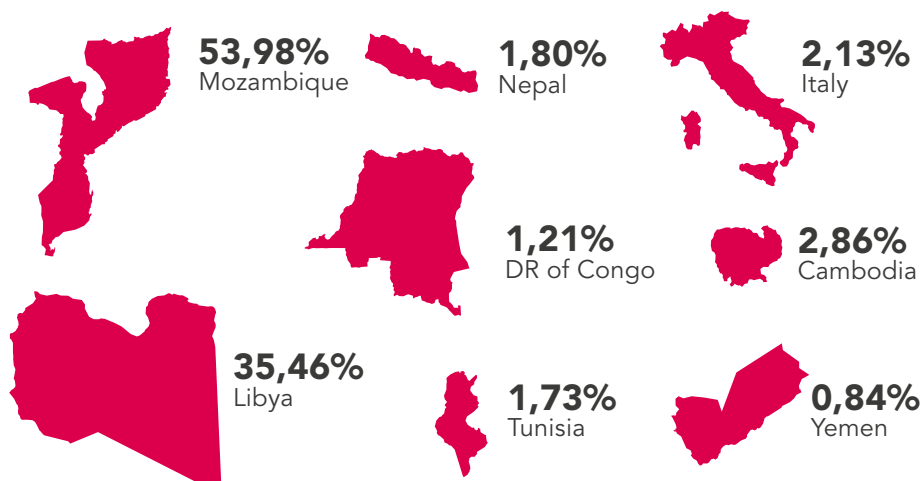 53,98%
Mozambique
1,80%
Nepal
2,13%
Italy
1,21%
DR of Congo
2,86%
Cambodia
35,46%
Libya
1,73%
Tunisia
0,84%
Yemen